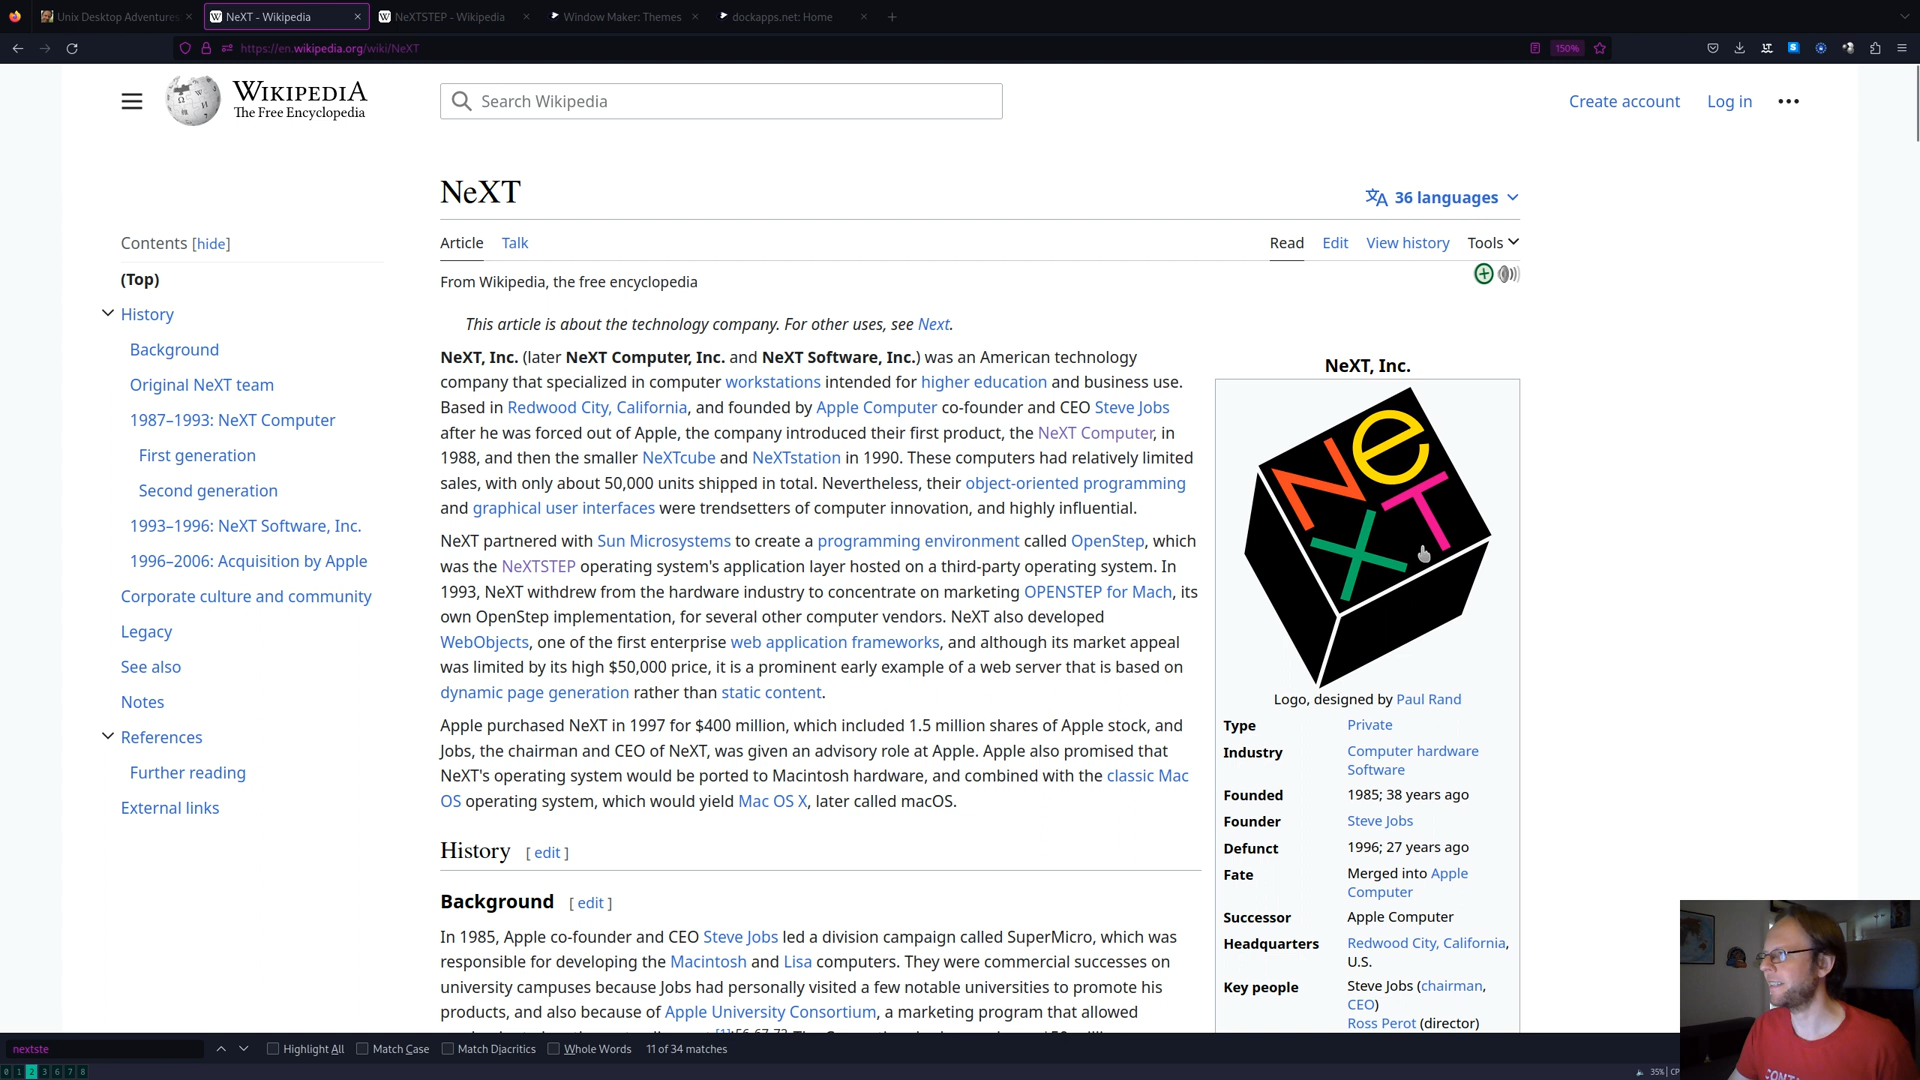 Unix Desktop Adventures
NeXT - Wikipedia
NeXTSTEP - Wikipedia
Window Maker: Themes
dockapps.net: Home
https://en.wikipedia.org/wiki/NeXT
150%
WIKIPEDIA
The Free Encyclopedia
Search Wikipedia
Create account
Log in
NeXT
36 languages
Contents [hide]
(Top)
History
Background
Original NeXT team
1987–1993: NeXT Computer
First generation
Second generation
1993–1996: NeXT Software, Inc.
1996–2006: Acquisition by Apple
Corporate culture and community
Legacy
See also
Notes
References
Further reading
External links
Article Talk
Read Edit View history Tools
From Wikipedia, the free encyclopedia
This article is about the technology company. For other uses, see Next.
NeXT, Inc. (later NeXT Computer, Inc. and NeXT Software, Inc.) was an American technology
company that specialized in computer workstations intended for higher education and business use.
Based in Redwood City, California, and founded by Apple Computer co-founder and CEO Steve Jobs
after he was forced out of Apple, the company introduced their first product, the NeXT Computer, in
1988, and then the smaller NeXTcube and NeXTstation in 1990. These computers had relatively limited
sales, with only about 50,000 units shipped in total. Nevertheless, their object-oriented programming
and graphical user interfaces were trendsetters of computer innovation, and highly influential.
NeXT partnered with Sun Microsystems to create a programming environment called OpenStep, which
was the NeXTSTEP operating system's application layer hosted on a third-party operating system. In
1993, NeXT withdrew from the hardware industry to concentrate on marketing OPENSTEP for Mach, its
own OpenStep implementation, for several other computer vendors. NeXT also developed
WebObjects, one of the first enterprise web application frameworks, and although its market appeal
was limited by its high $50,000 price, it is a prominent early example of a web server that is based on
dynamic page generation rather than static content.
Apple purchased NeXT in 1997 for $400 million, which included 1.5 million shares of Apple stock, and
Jobs, the chairman and CEO of NeXT, was given an advisory role at Apple. Apple also promised that
NeXT's operating system would be ported to Macintosh hardware, and combined with the classic Mac
OS operating system, which would yield Mac OS X, later called macOS.
History [ edit ]
Background [ edit ]
In 1985, Apple co-founder and CEO Steve Jobs led a division campaign called SuperMicro, which was
responsible for developing the Macintosh and Lisa computers. They were commercial successes on
university campuses because Jobs had personally visited a few notable universities to promote his
products, and also because of Apple University Consortium, a marketing program that allowed
NeXT, Inc.
NeXT
Logo, designed by Paul Rand
Type Private
Industry Computer hardware
Software
Founded 1985; 38 years ago
Founder Steve Jobs
Defunct 1996; 27 years ago
Fate Merged into Apple
Computer
Successor Apple Computer
Headquarters Redwood City, California,
U.S.
Key people Steve Jobs (chairman,
CEO)
Ross Perot (director)
nextste
Highlight All
Match Case
Match Diacritics
Whole Words
11 of 34 matches
0 1 2 3 6 7 8
35% | CP